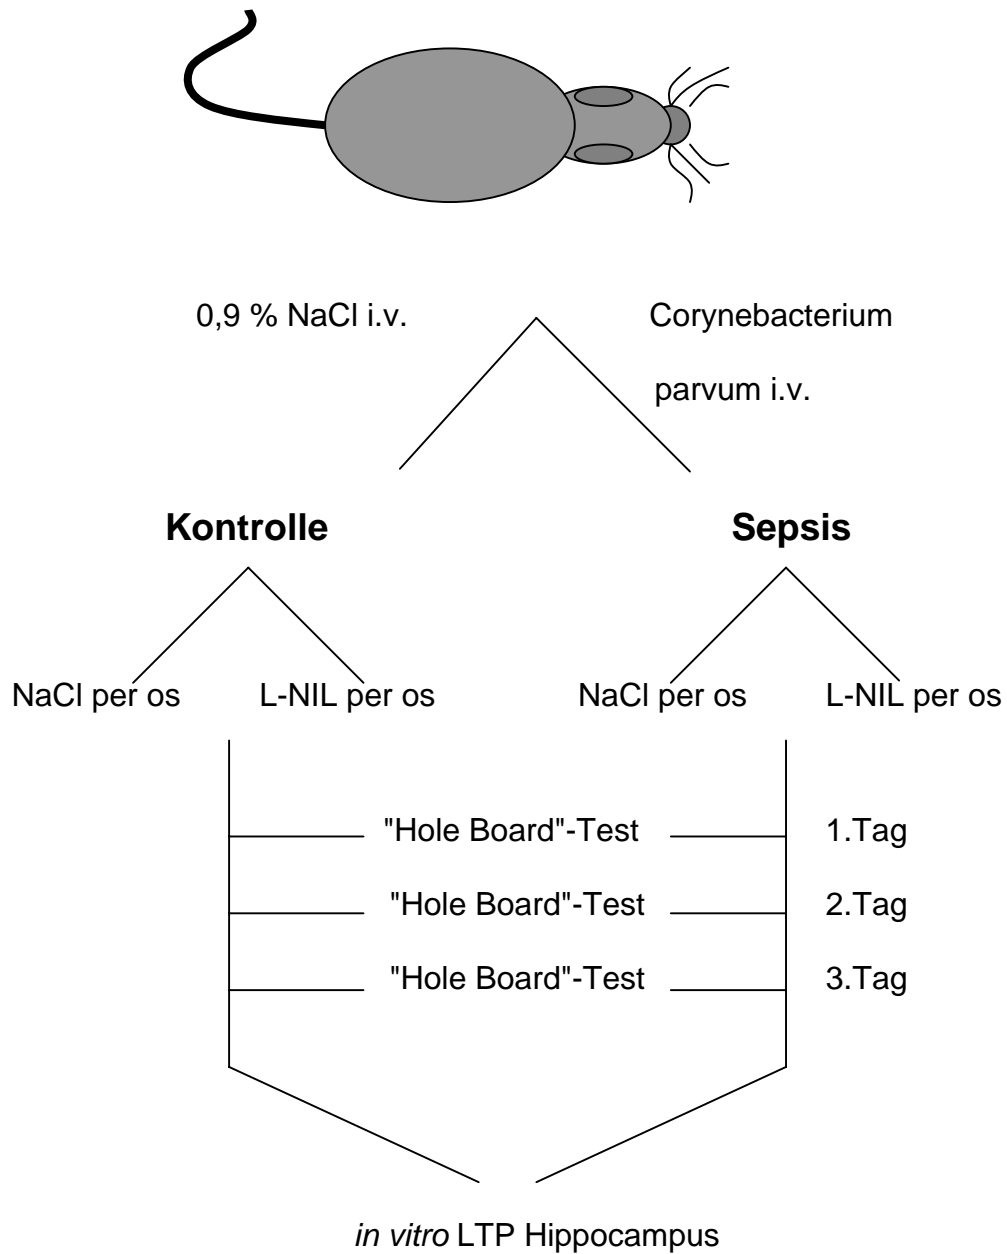 0,9 % NaCl i.v.
Corynebacterium
parvum i.v.
Kontrolle
Sepsis
NaCl per os
L-NIL per os
NaCl per os
L-NIL per os
"Hole Board"-Test
1.Tag
"Hole Board"-Test
2.Tag
"Hole Board"-Test
3.Tag
in vitro LTP Hippocampus